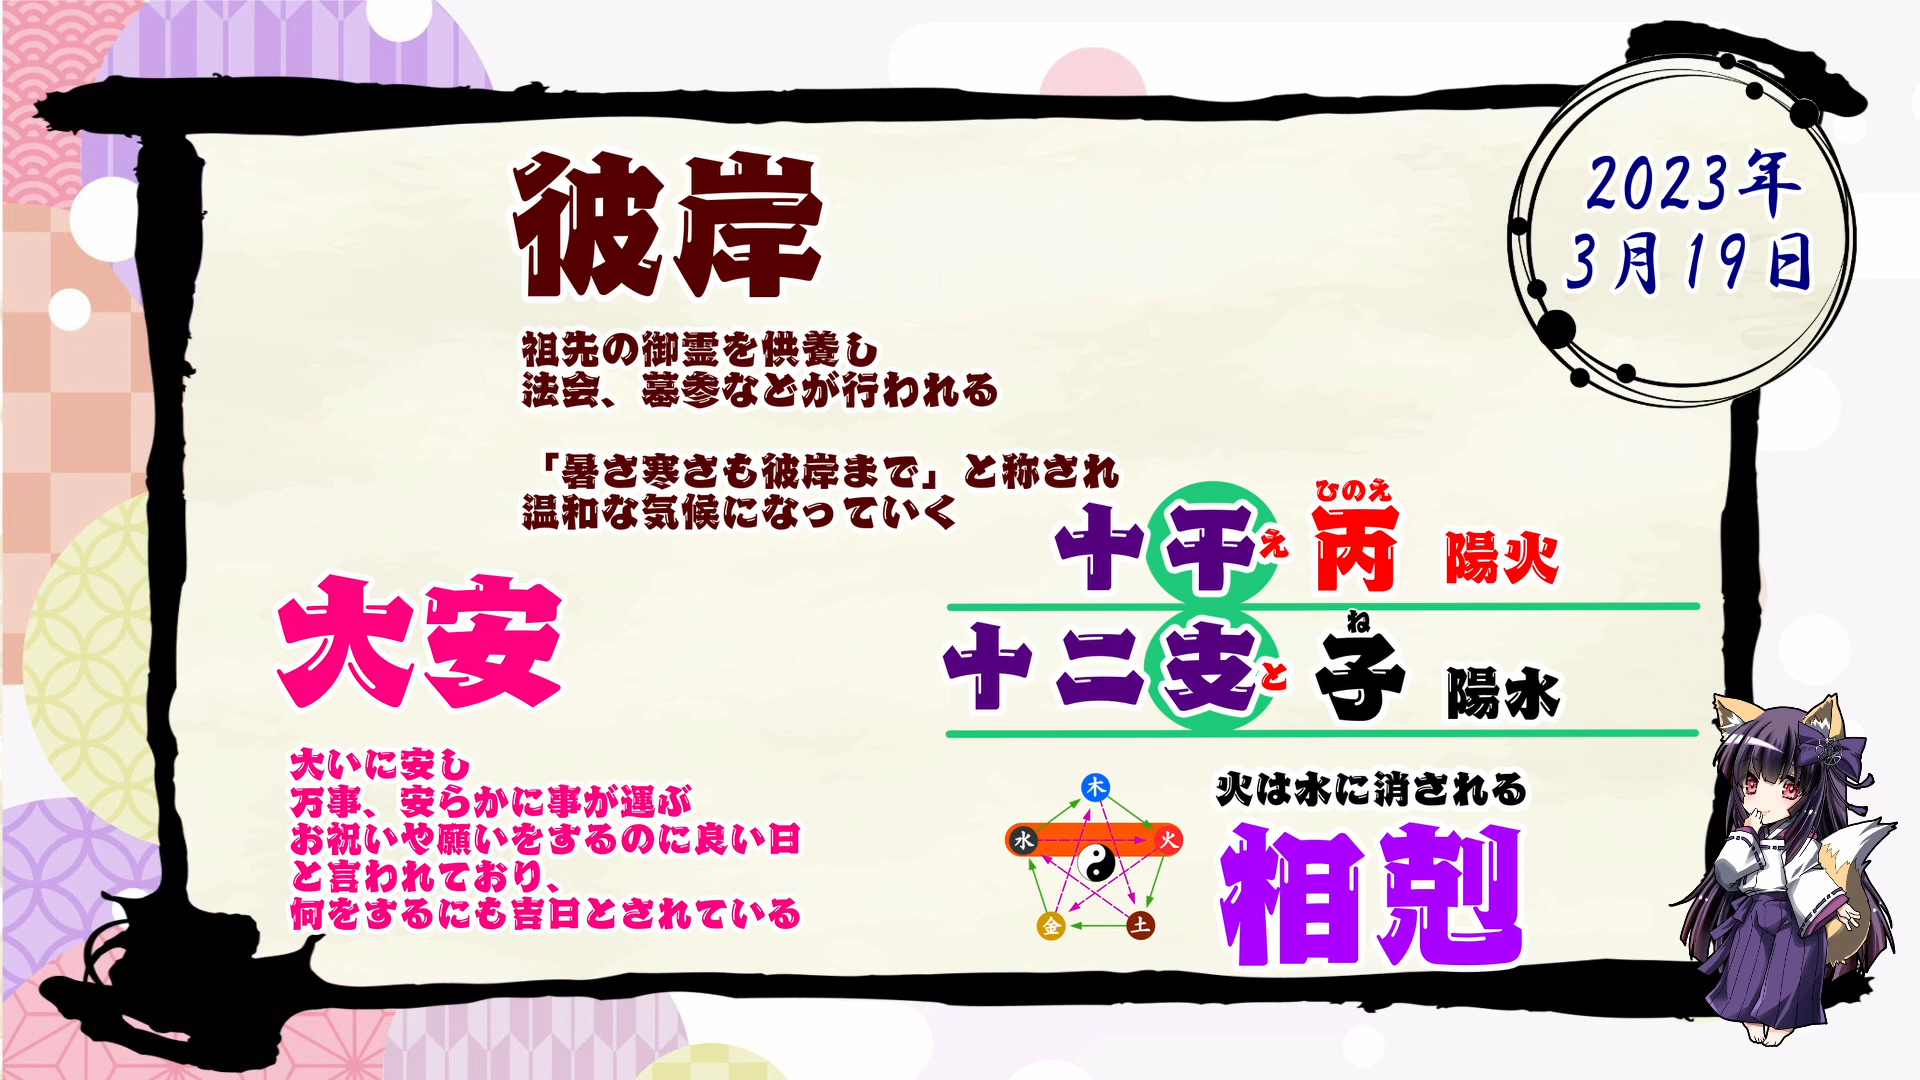 2023年
3月19日
彼岸
祖先の御霊を供養し
法会、墓参などが行われる
「暑さ寒さも彼岸まで」と称され
温和な気候になっていく
大安
大いに安し
万事、安らかに事が運ぶ
お祝いや願いをするのに良い日
と言われており、
何をするにも吉日とされている
ひのえ
十干え 丙 陽火
ね
十二支と 子 陽水
火は水に消される
相剋
木
水 火
金 土